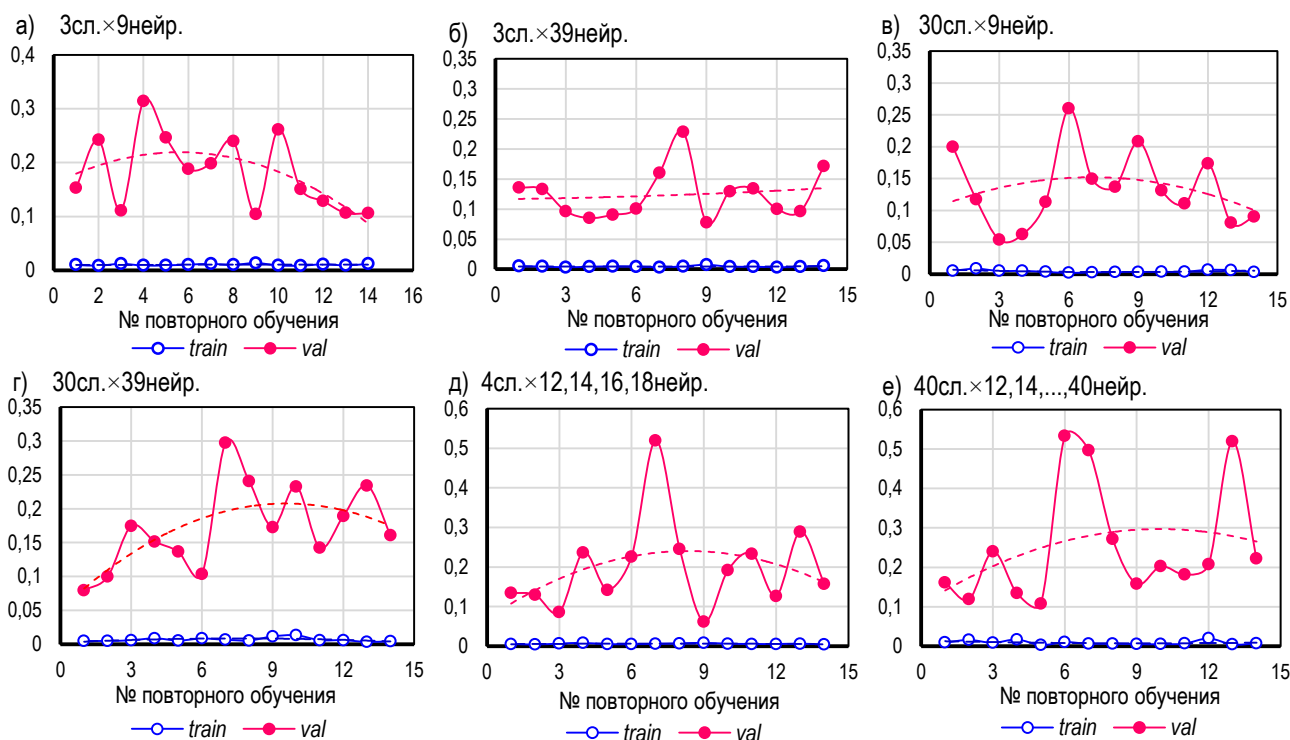 а) 3сл.×9нейр.
0,4
0,3
0,2
0,1
0
0 2 4 6 8 10 12 14 16
№ повторного обучения
train val
б) 3сл.×39нейр.
0,35
0,3
0,25
0,2
0,15
0,1
0,05
0
0 3 6 9 12 15
№ повторного обучения
train val
в) 30сл.×9нейр.
0,35
0,3
0,25
0,2
0,15
0,1
0,05
0
0 3 6 9 12 15
№ повторного обучения
train val
г) 30сл.×39нейр.
0,35
0,3
0,25
0,2
0,15
0,1
0,05
0
0 3 6 9 12 15
№ повторного обучения
train val
д) 4сл.×12,14,16,18нейр.
0,6
0,5
0,4
0,3
0,2
0,1
0
0 3 6 9 12 15
№ повторного обучения
train val
е) 40сл.×12,14,...,40нейр.
0,6
0,5
0,4
0,3
0,2
0,1
0
0 3 6 9 12 15
№ повторного обучения
train val